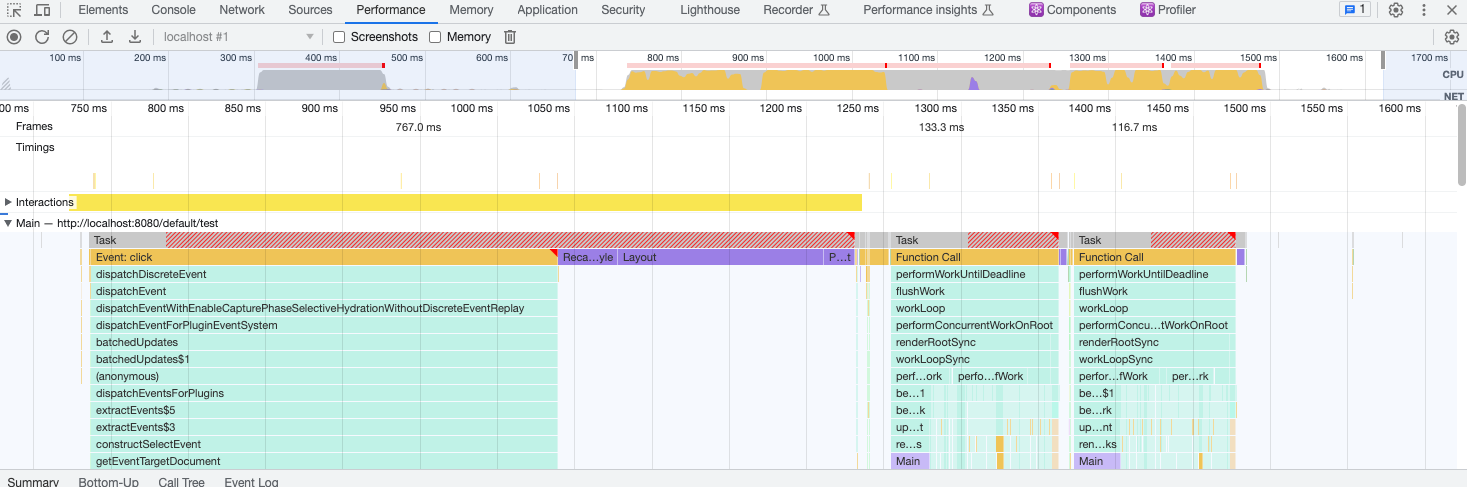 Elements Console Network Sources Performance Memory Application Security Lighthouse Recorder Performance insights Components Profiler 1
localhost #1 Screenshots Memory
100 ms 200 ms 300 ms 400 ms 500 ms 600 ms 70 ms 800 ms 900 ms 1000 ms 1100 ms 1200 ms 1300 ms 1400 ms 1500 ms 1700 ms
CPU
NET
00 ms 750 ms 800 ms 850 ms 900 ms 950 ms 1000 ms 1050 ms 1100 ms 1150 ms 1200 ms 1250 ms 1300 ms 1350 ms 1400 ms 1450 ms 1500 ms 1550 ms 1600 ms
Frames 767.0 ms 133.3 ms 116.7 ms
Timings
Interactions
Main — http://localhost:8080/default/test
Task Task Task
Event: click Reca…yle Layout P…t Function Call Function Call
dispatchDiscreteEvent performWorkUntilDeadline performWorkUntilDeadline
dispatchEvent flushWork flushWork
dispatchEventWithEnableCapturePhaseSelectiveHydrationWithoutDiscreteEventReplay workLoop workLoop
dispatchEventForPluginEventSystem performConcurrentWorkOnRoot performConcu…tWorkOnRoot
batchedUpdates renderRootSync renderRootSync
batchedUpdates$1 workLoopSync workLoopSync
(anonymous) perf…ork perfo…fWork perfor…fWork per…rk
dispatchEventsForPlugins be…1 be…$1
extractEvents$5 be…k be…rk
extractEvents$3 up…t up…nt
constructSelectEvent re…s ren…ks
getEventTargetDocument Main Main
Summary Bottom-Up Call Tree Event Log